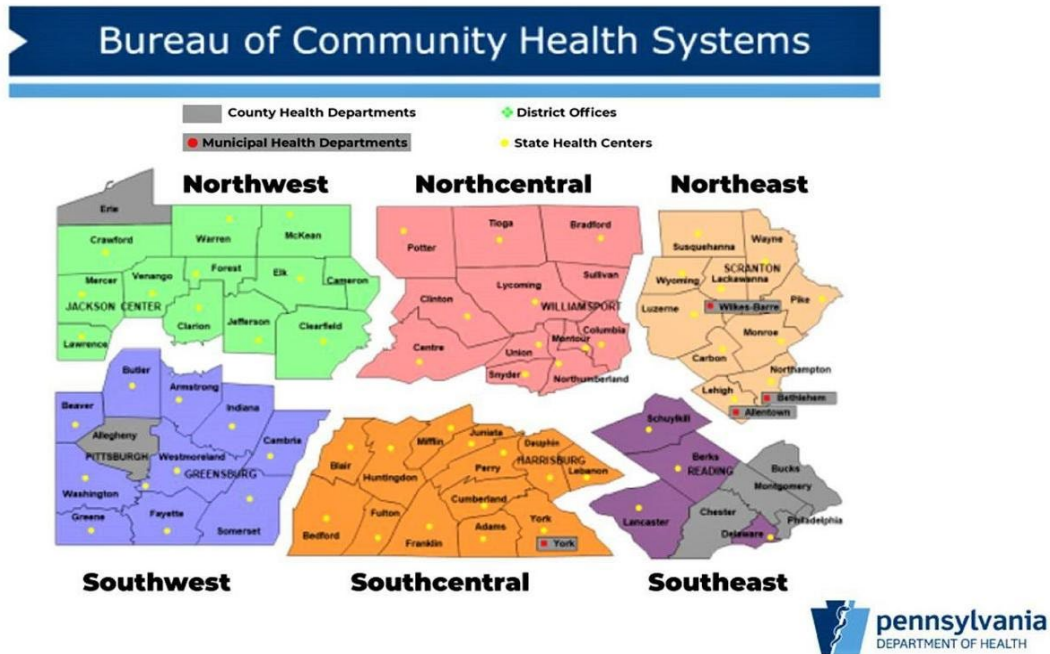 Bureau of Community Health Systems
County Health Departments
District Offices
Municipal Health Departments
State Health Centers
Northwest
Northcentral
Northeast
Erie
Crawford
Warren
McKean
Mercer
Venango
Forest
Elk
Cameron
JACKSON CENTER
Clarion
Jefferson
Clearfield
Lawrence
Potter
Tioga
Bradford
Sullivan
Clinton
Lycoming
WILLIAMSPORT
Columbia
Montour
Centre
Union
Snyder
Northumberland
Susquehanna
Wayne
Wyoming
SCRANTON
Lackawanna
Pike
Luzerne
Wilkes-Barre
Monroe
Carbon
Northampton
Lehigh
Bethlehem
Allentown
Butler
Armstrong
Beaver
Indiana
Allegheny
Cambria
PITTSBURGH
Westmoreland
GREENSBURG
Washington
Greene
Fayette
Somerset
Blair
Huntingdon
Mifflin
Juniata
Dauphin
HARRISBURG
Perry
Lebanon
Cumberland
Bedford
Fulton
Franklin
Adams
York
York
Schuylkill
Berks
READING
Bucks
Montgomery
Lancaster
Chester
Philadelphia
Delaware
Southwest
Southcentral
Southeast
pennsylvania
DEPARTMENT OF HEALTH